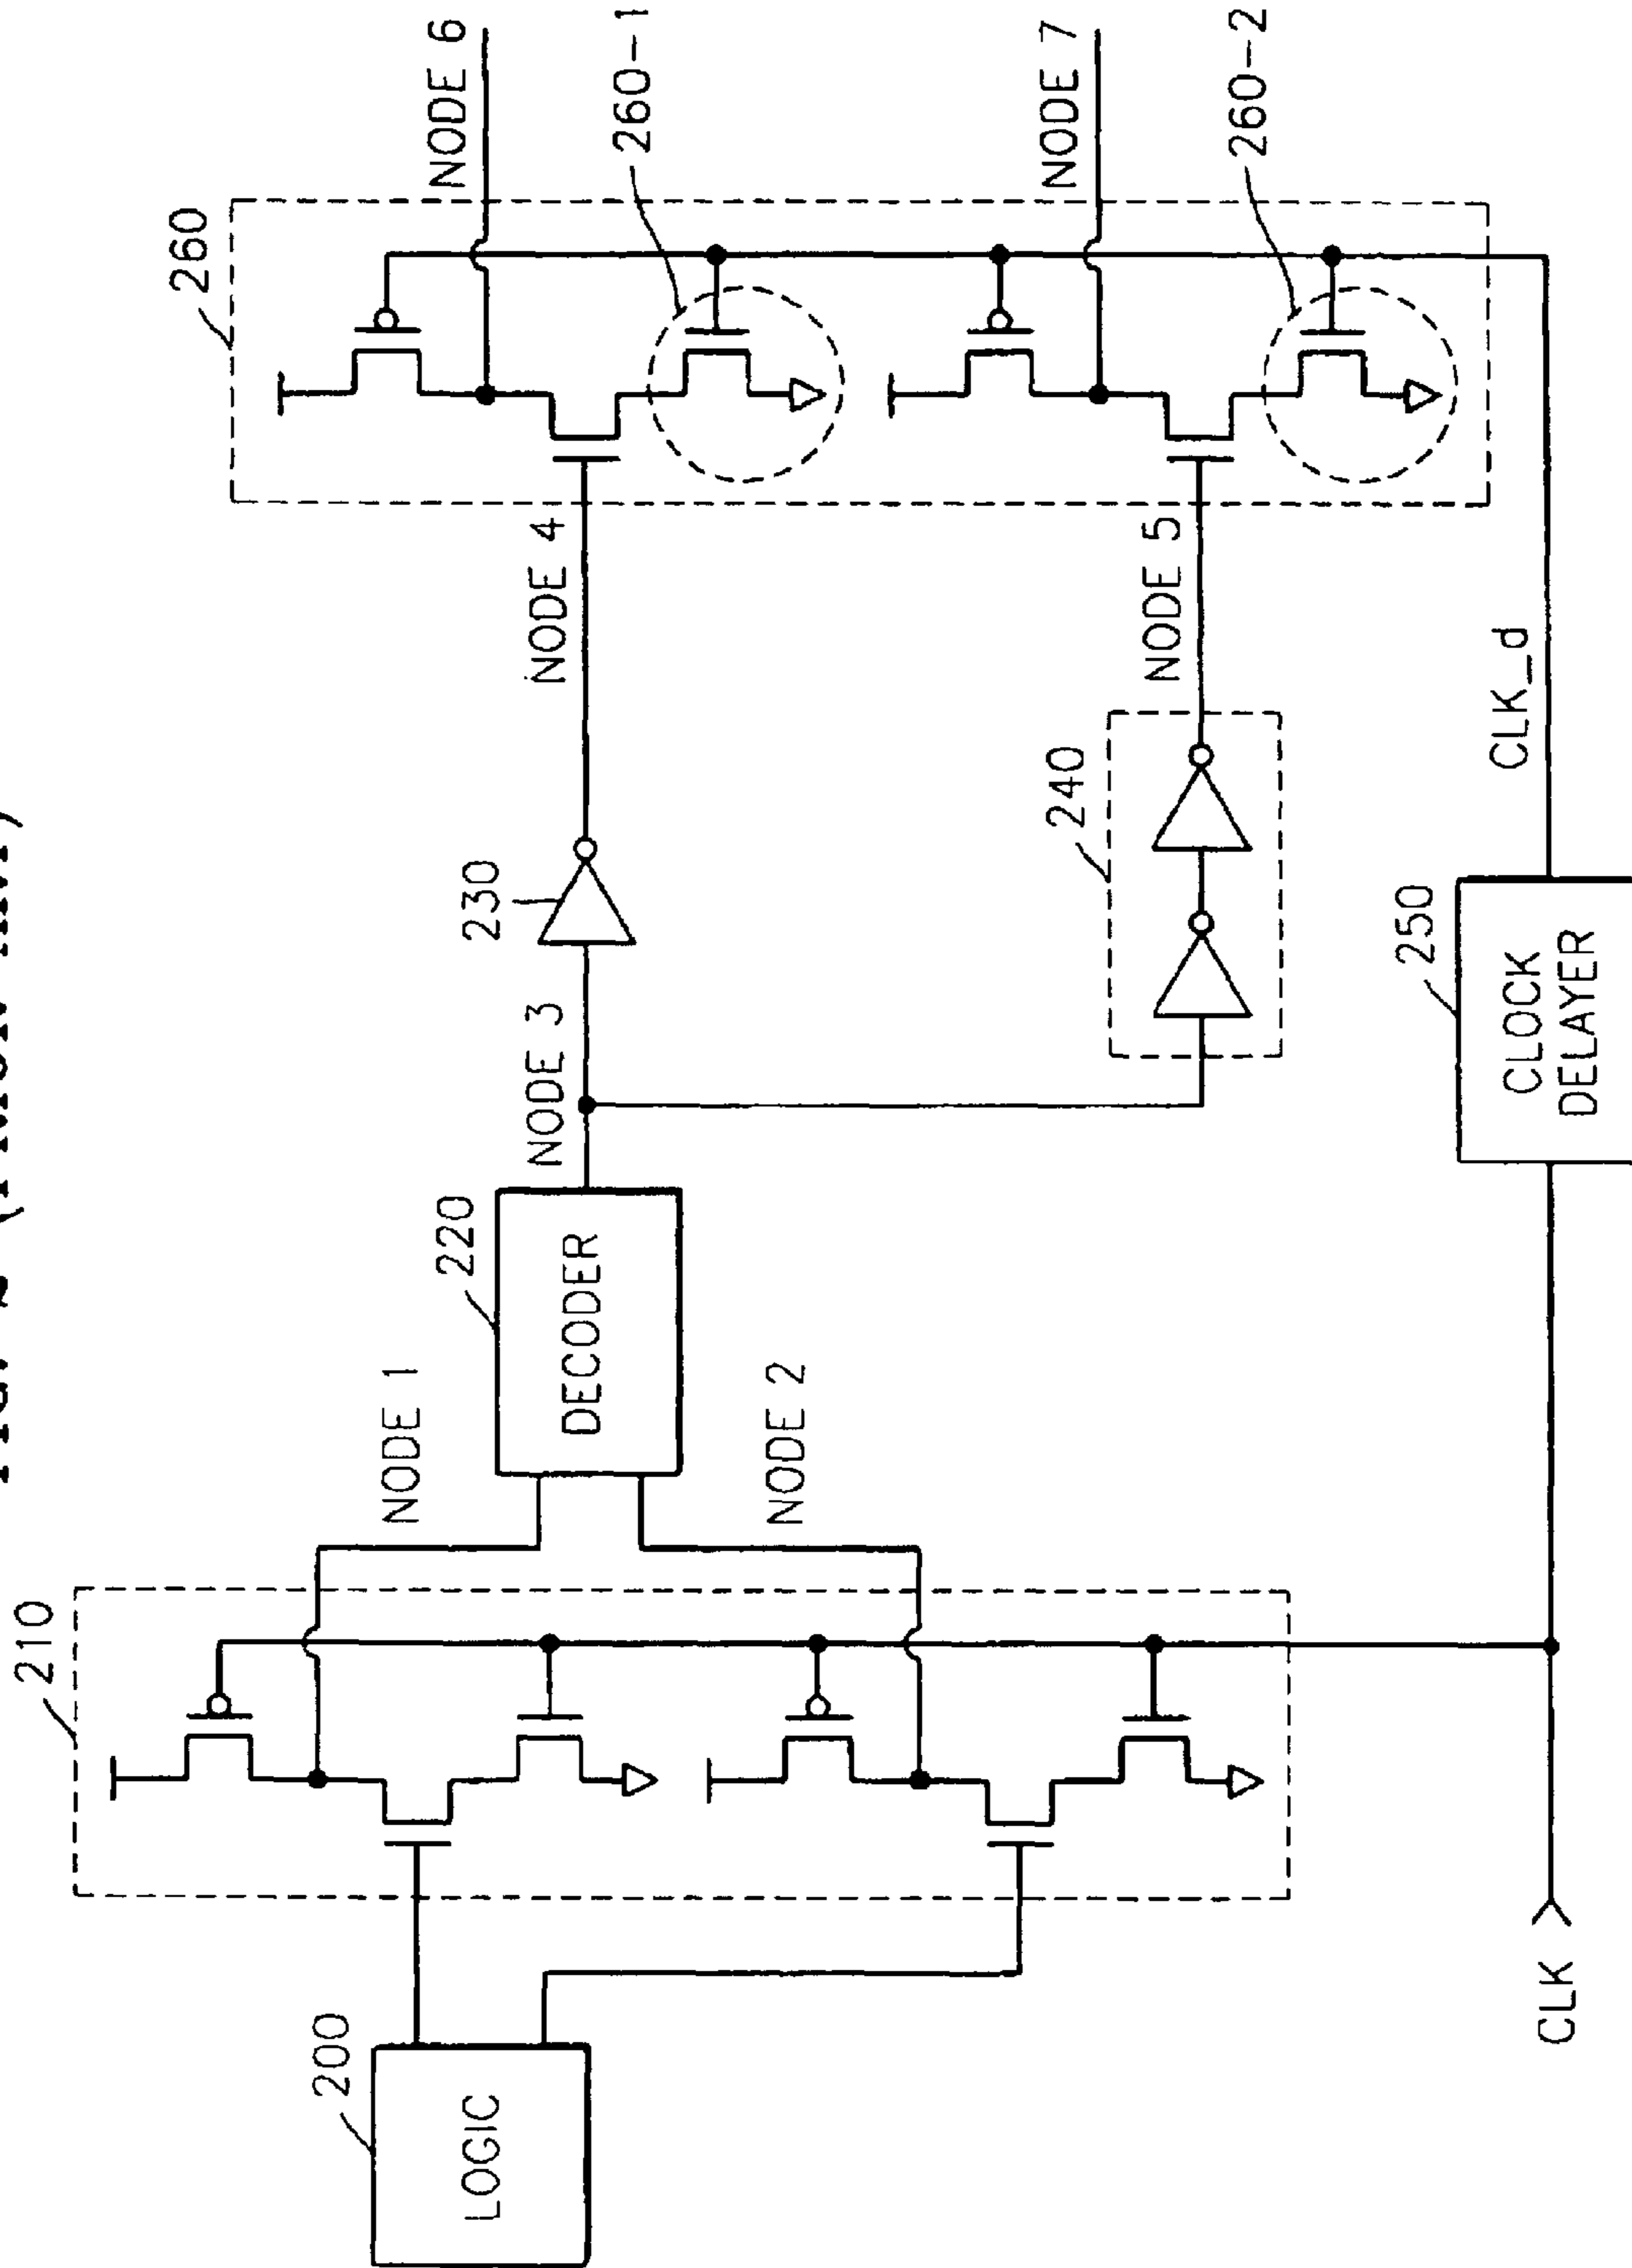 210
NODE 1
220
DECODER
NODE 2
200
LOGIC
CLK
NODE 3
230
NODE 4
240
NODE 5
250
CLOCK
DELAYER
CLK_d
260
NODE 6
260-1
NODE 7
260-2